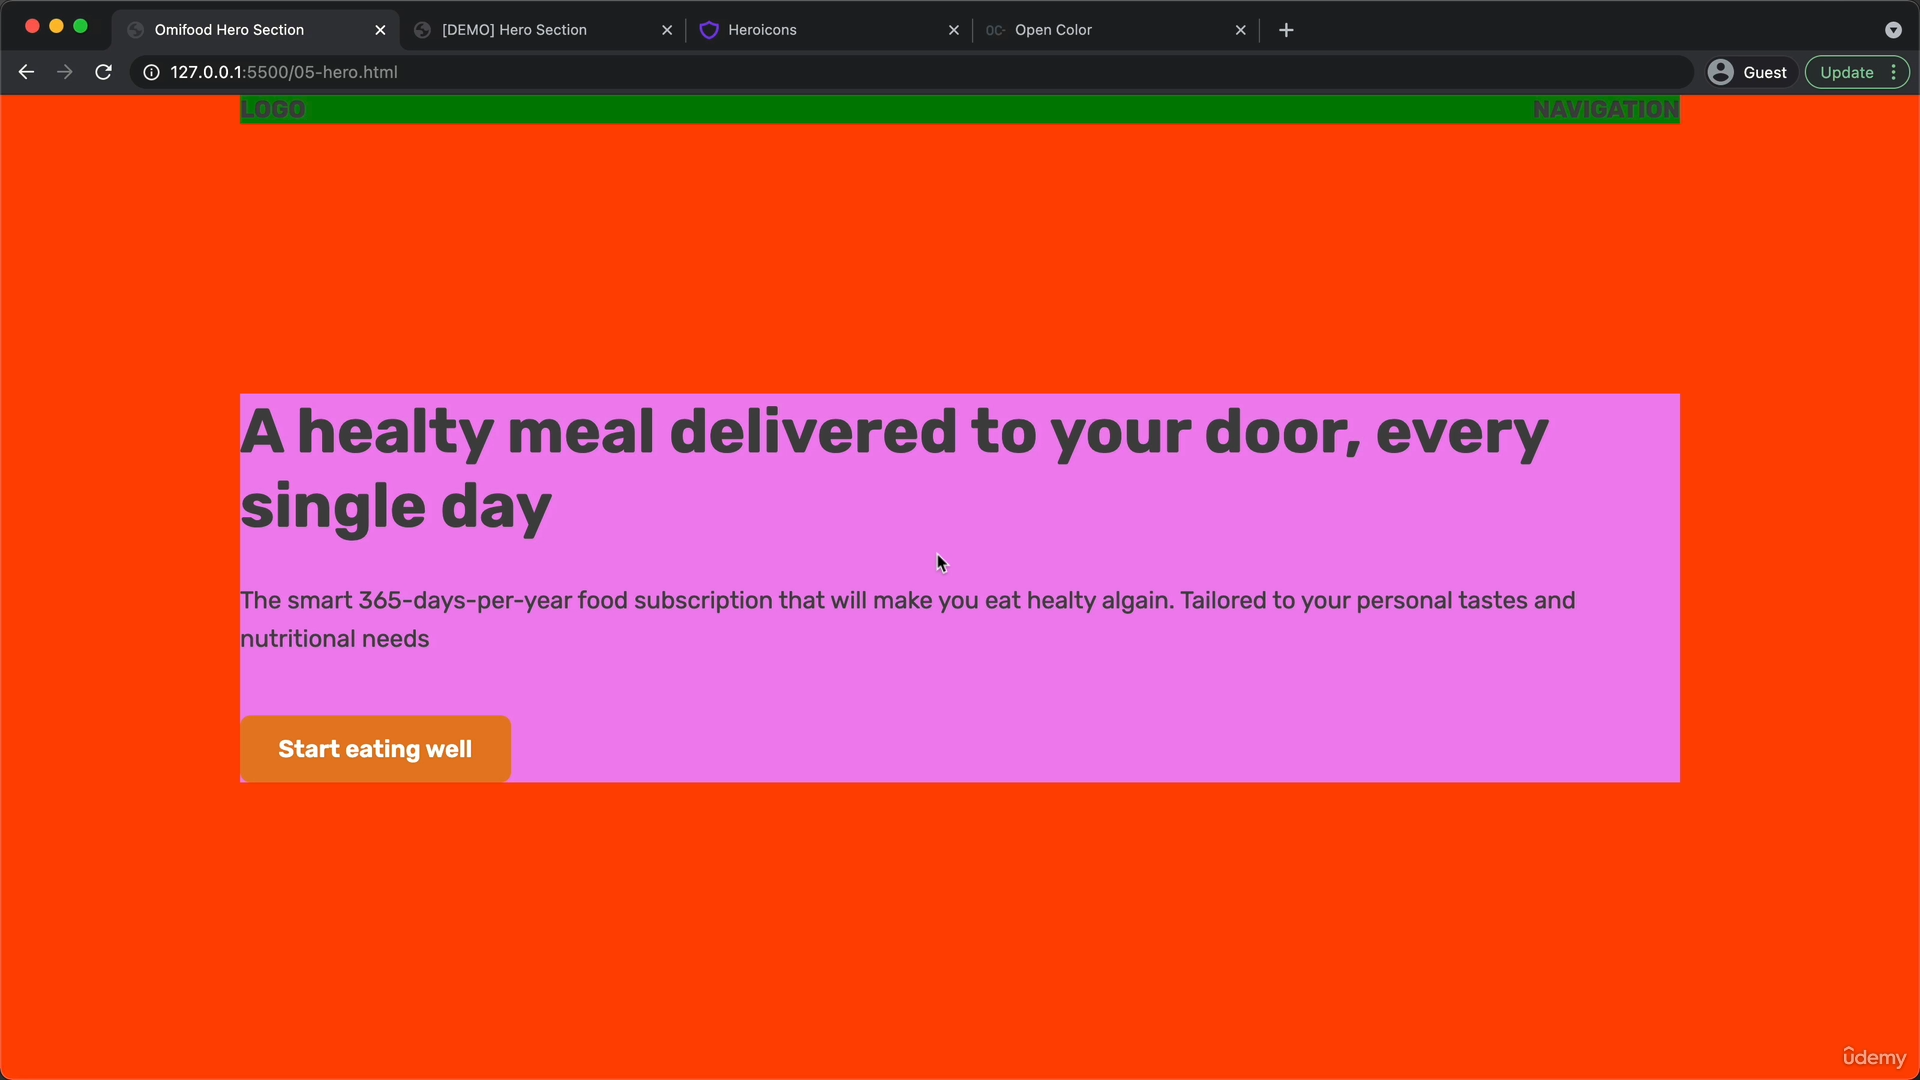 Omifood Hero Section
[DEMO] Hero Section
Heroicons
OC- Open Color
127.0.0.1:5500/05-hero.html
Guest
Update
LOGO
NAVIGATION
A healty meal delivered to your door, every
single day
The smart 365-days-per-year food subscription that will make you eat healty algain. Tailored to your personal tastes and
nutritional needs
Start eating well
ûdemy